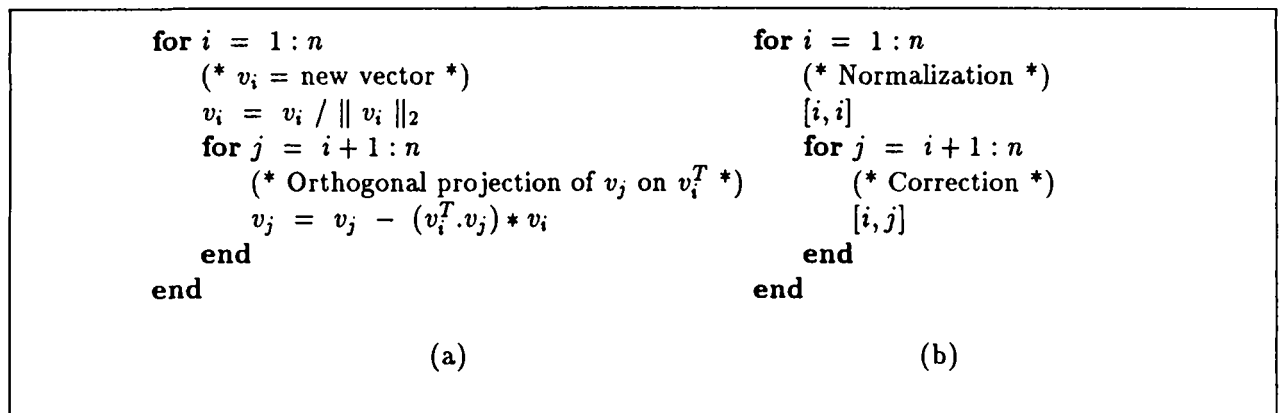 for i = 1 : n
(* v_i = new vector *)
v_i = v_i / ‖ v_i ‖_2
for j = i + 1 : n
(* Orthogonal projection of v_j on v_i^T *)
v_j = v_j − (v_i^T.v_j) * v_i
end
end
(a)
for i = 1 : n
(* Normalization *)
[i, i]
for j = i + 1 : n
(* Correction *)
[i, j]
end
end
(b)